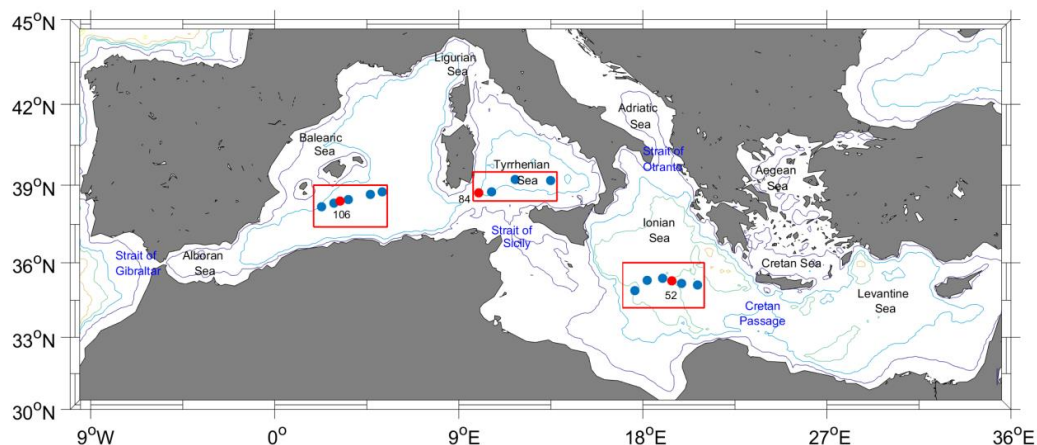 45°N
Ligurian
Sea
42°N
Adriatic
Sea
Balearic
Sea
Strait of
Otranto
39°N
Tyrrhenian
Sea
Aegean
Sea
84
106
Ionian
Sea
Strait of
Sicily
36°N
Strait of
Gibraltar
Alboran
Sea
Cretan Sea
52
Levantine
Sea
Cretan
Passage
33°N
30°N
9°W
0°
9°E
18°E
27°E
36°E